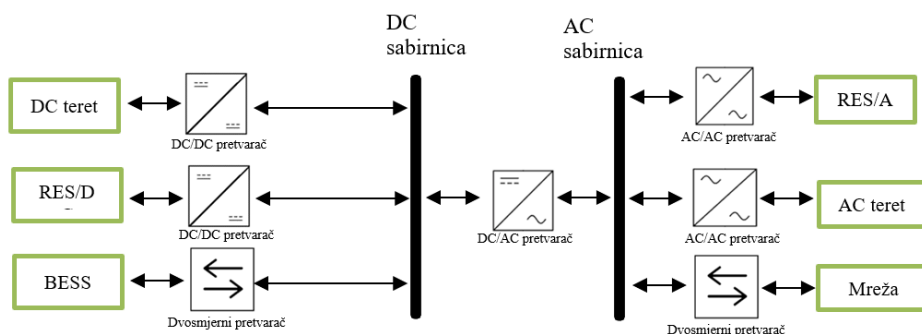 DC
sabirnica
AC
sabirnica
DC teret
DC/DC pretvarač
AC/AC pretvarač
RES/A
RES/D
DC/DC pretvarač
DC/AC pretvarač
AC/AC pretvarač
AC teret
BESS
Dvosmjerni pretvarač
Dvosmjerni pretvarač
Mreža